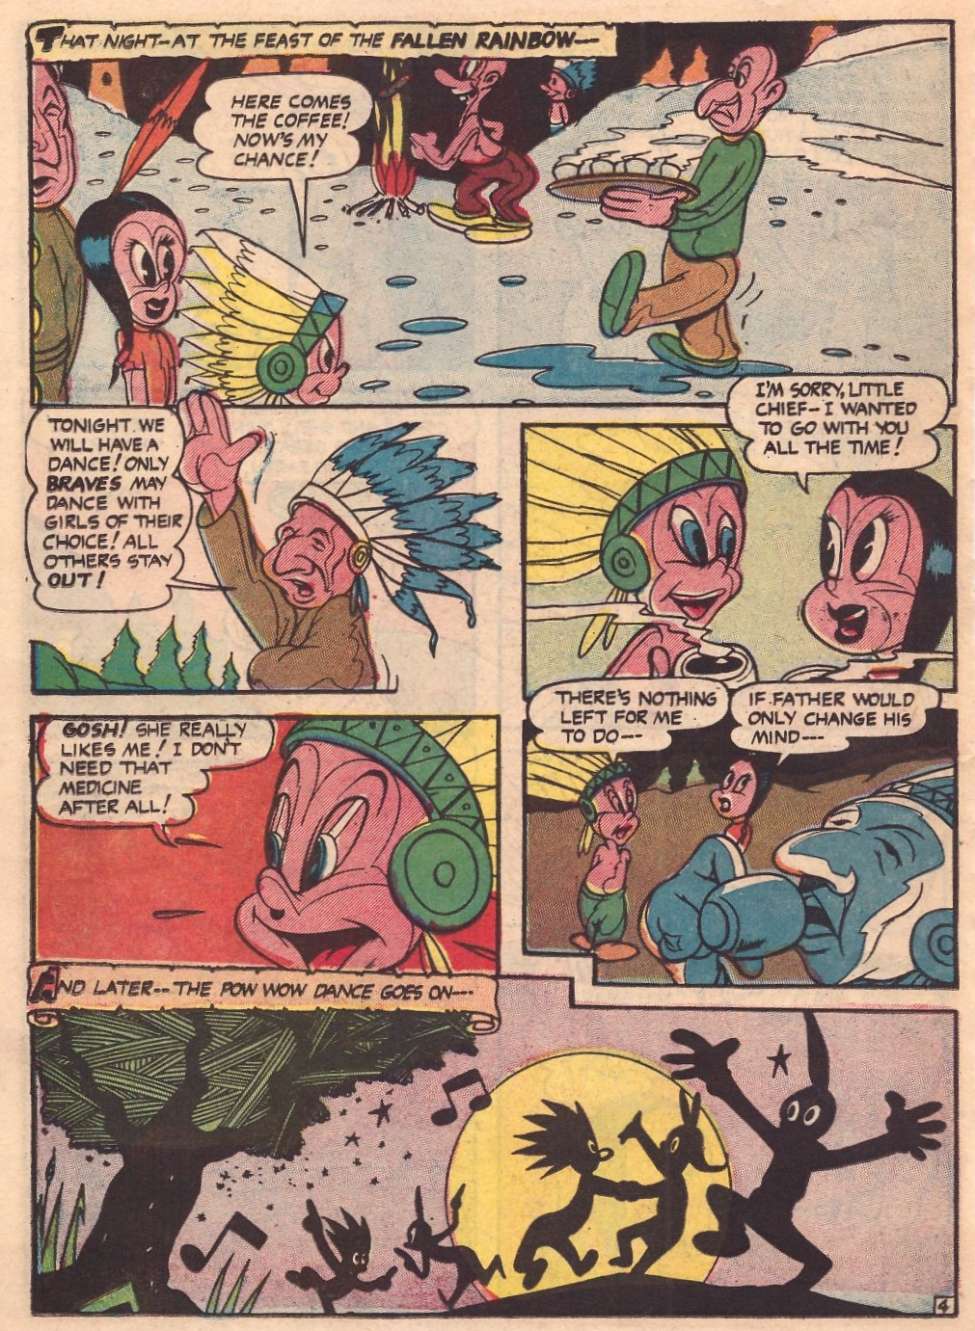 THAT NIGHT-AT THE FEAST OF THE FALLEN RAINBOW---
HERE COMES
THE COFFEE!
NOW'S MY
CHANCE!
TONIGHT WE
WILL HAVE A
DANCE! ONLY
BRAVES MAY
DANCE WITH
GIRLS OF THEIR
CHOICE! ALL
OTHERS STAY
OUT!
I'M SORRY, LITTLE
CHIEF-I WANTED
TO GO WITH YOU
ALL THE TIME!
GOSH! SHE REALLY
LIKES ME! I DON'T
NEED THAT
MEDICINE
AFTER ALL!
THERE'S NOTHING
LEFT FOR ME
TO DO---
IF FATHER WOULD
ONLY CHANGE HIS
MIND---
AND LATER-- THE POW WOW DANCE GOES ON---
4